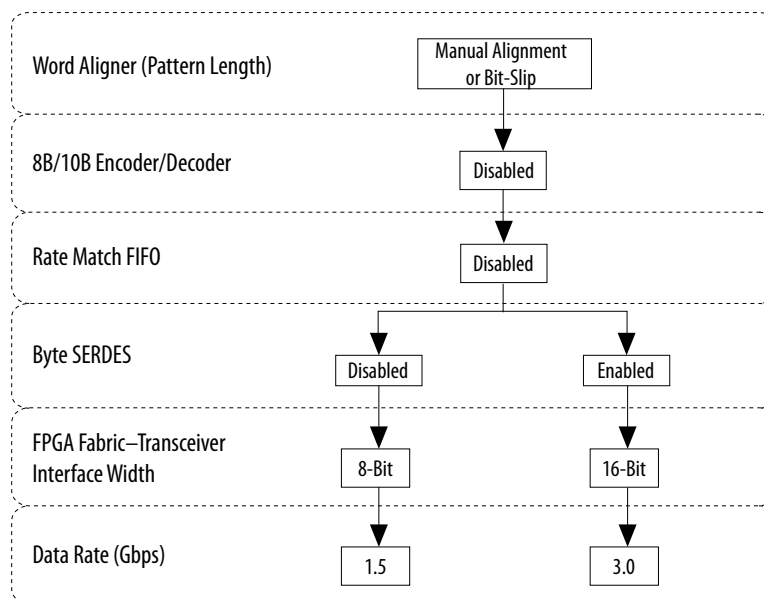 Word Aligner (Pattern Length)
Manual Alignment
or Bit-Slip
8B/10B Encoder/Decoder
Disabled
Rate Match FIFO
Disabled
Byte SERDES
Disabled
Enabled
FPGA Fabric–Transceiver
Interface Width
8-Bit
16-Bit
Data Rate (Gbps)
1.5
3.0